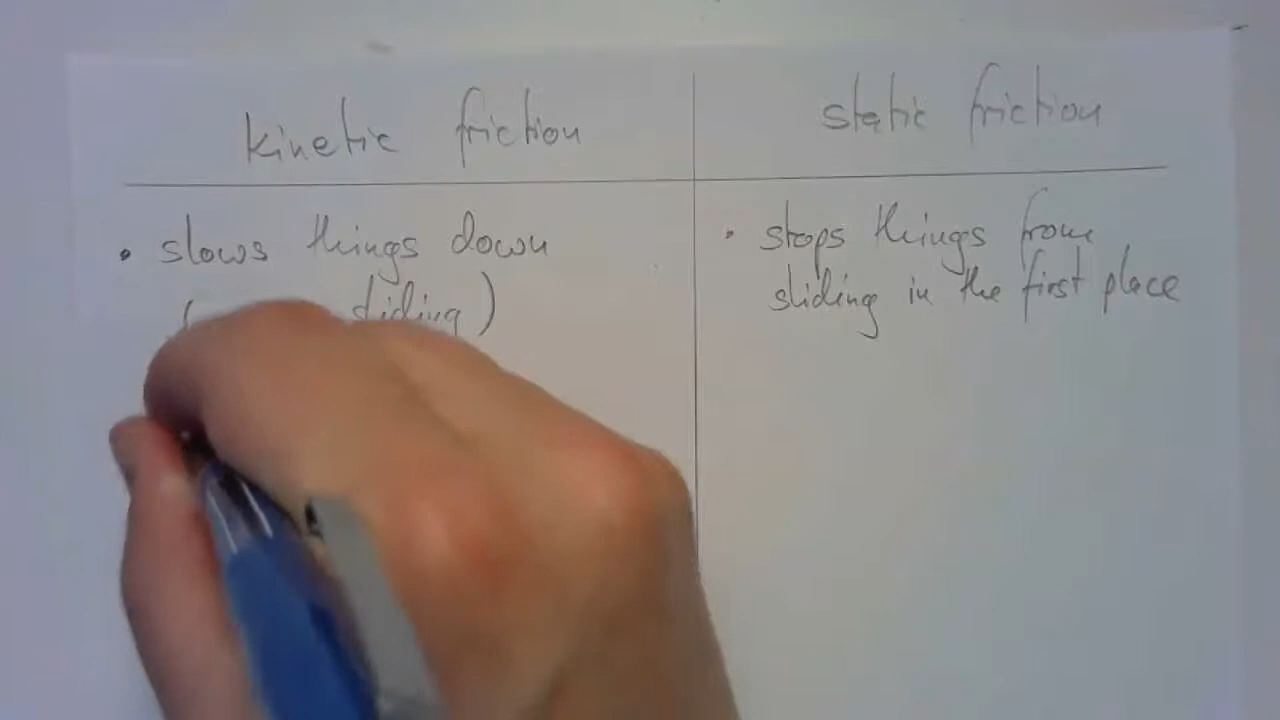 kinetic friction
static friction
• slows things down
( sliding)
• stops things from
sliding in the first place